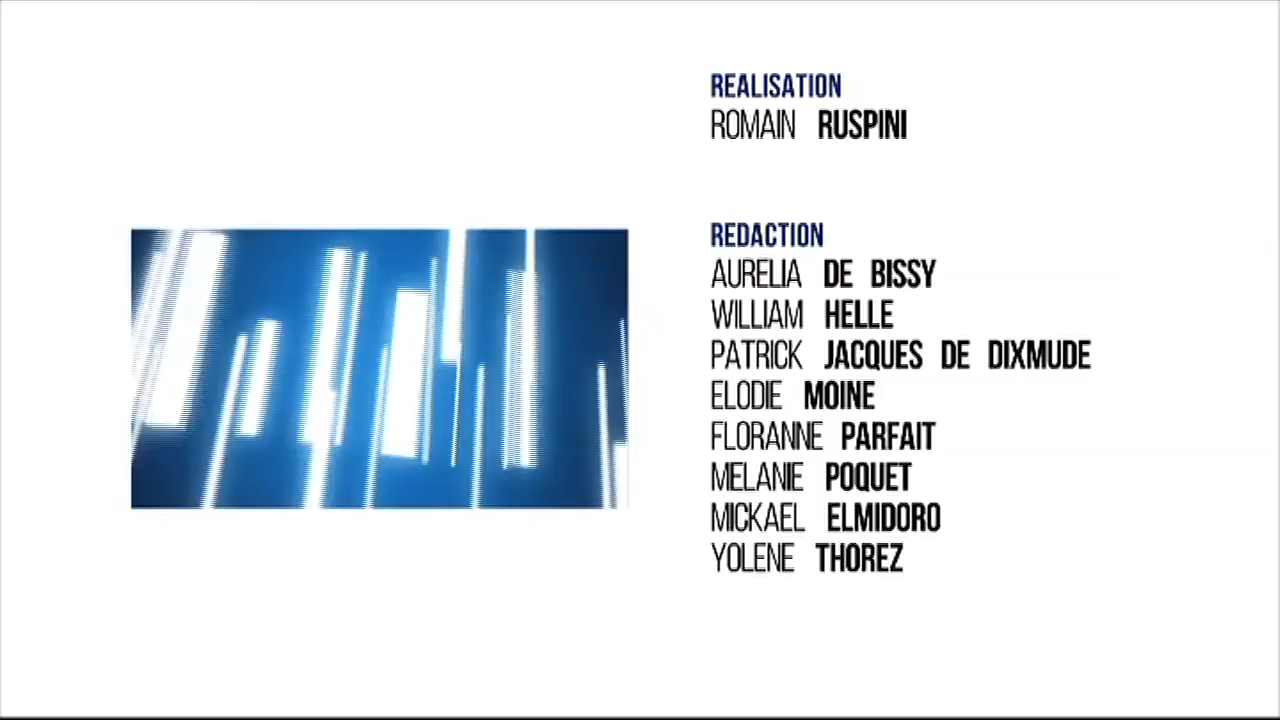 REALISATION
ROMAIN RUSPINI
REDACTION
AURELIA DE BISSY
WILLIAM HELLE
PATRICK JACQUES DE DIXMUDE
ELODIE MOINE
FLORANNE PARFAIT
MELANIE POQUET
MICKAEL ELMIDORO
YOLENE THOREZ